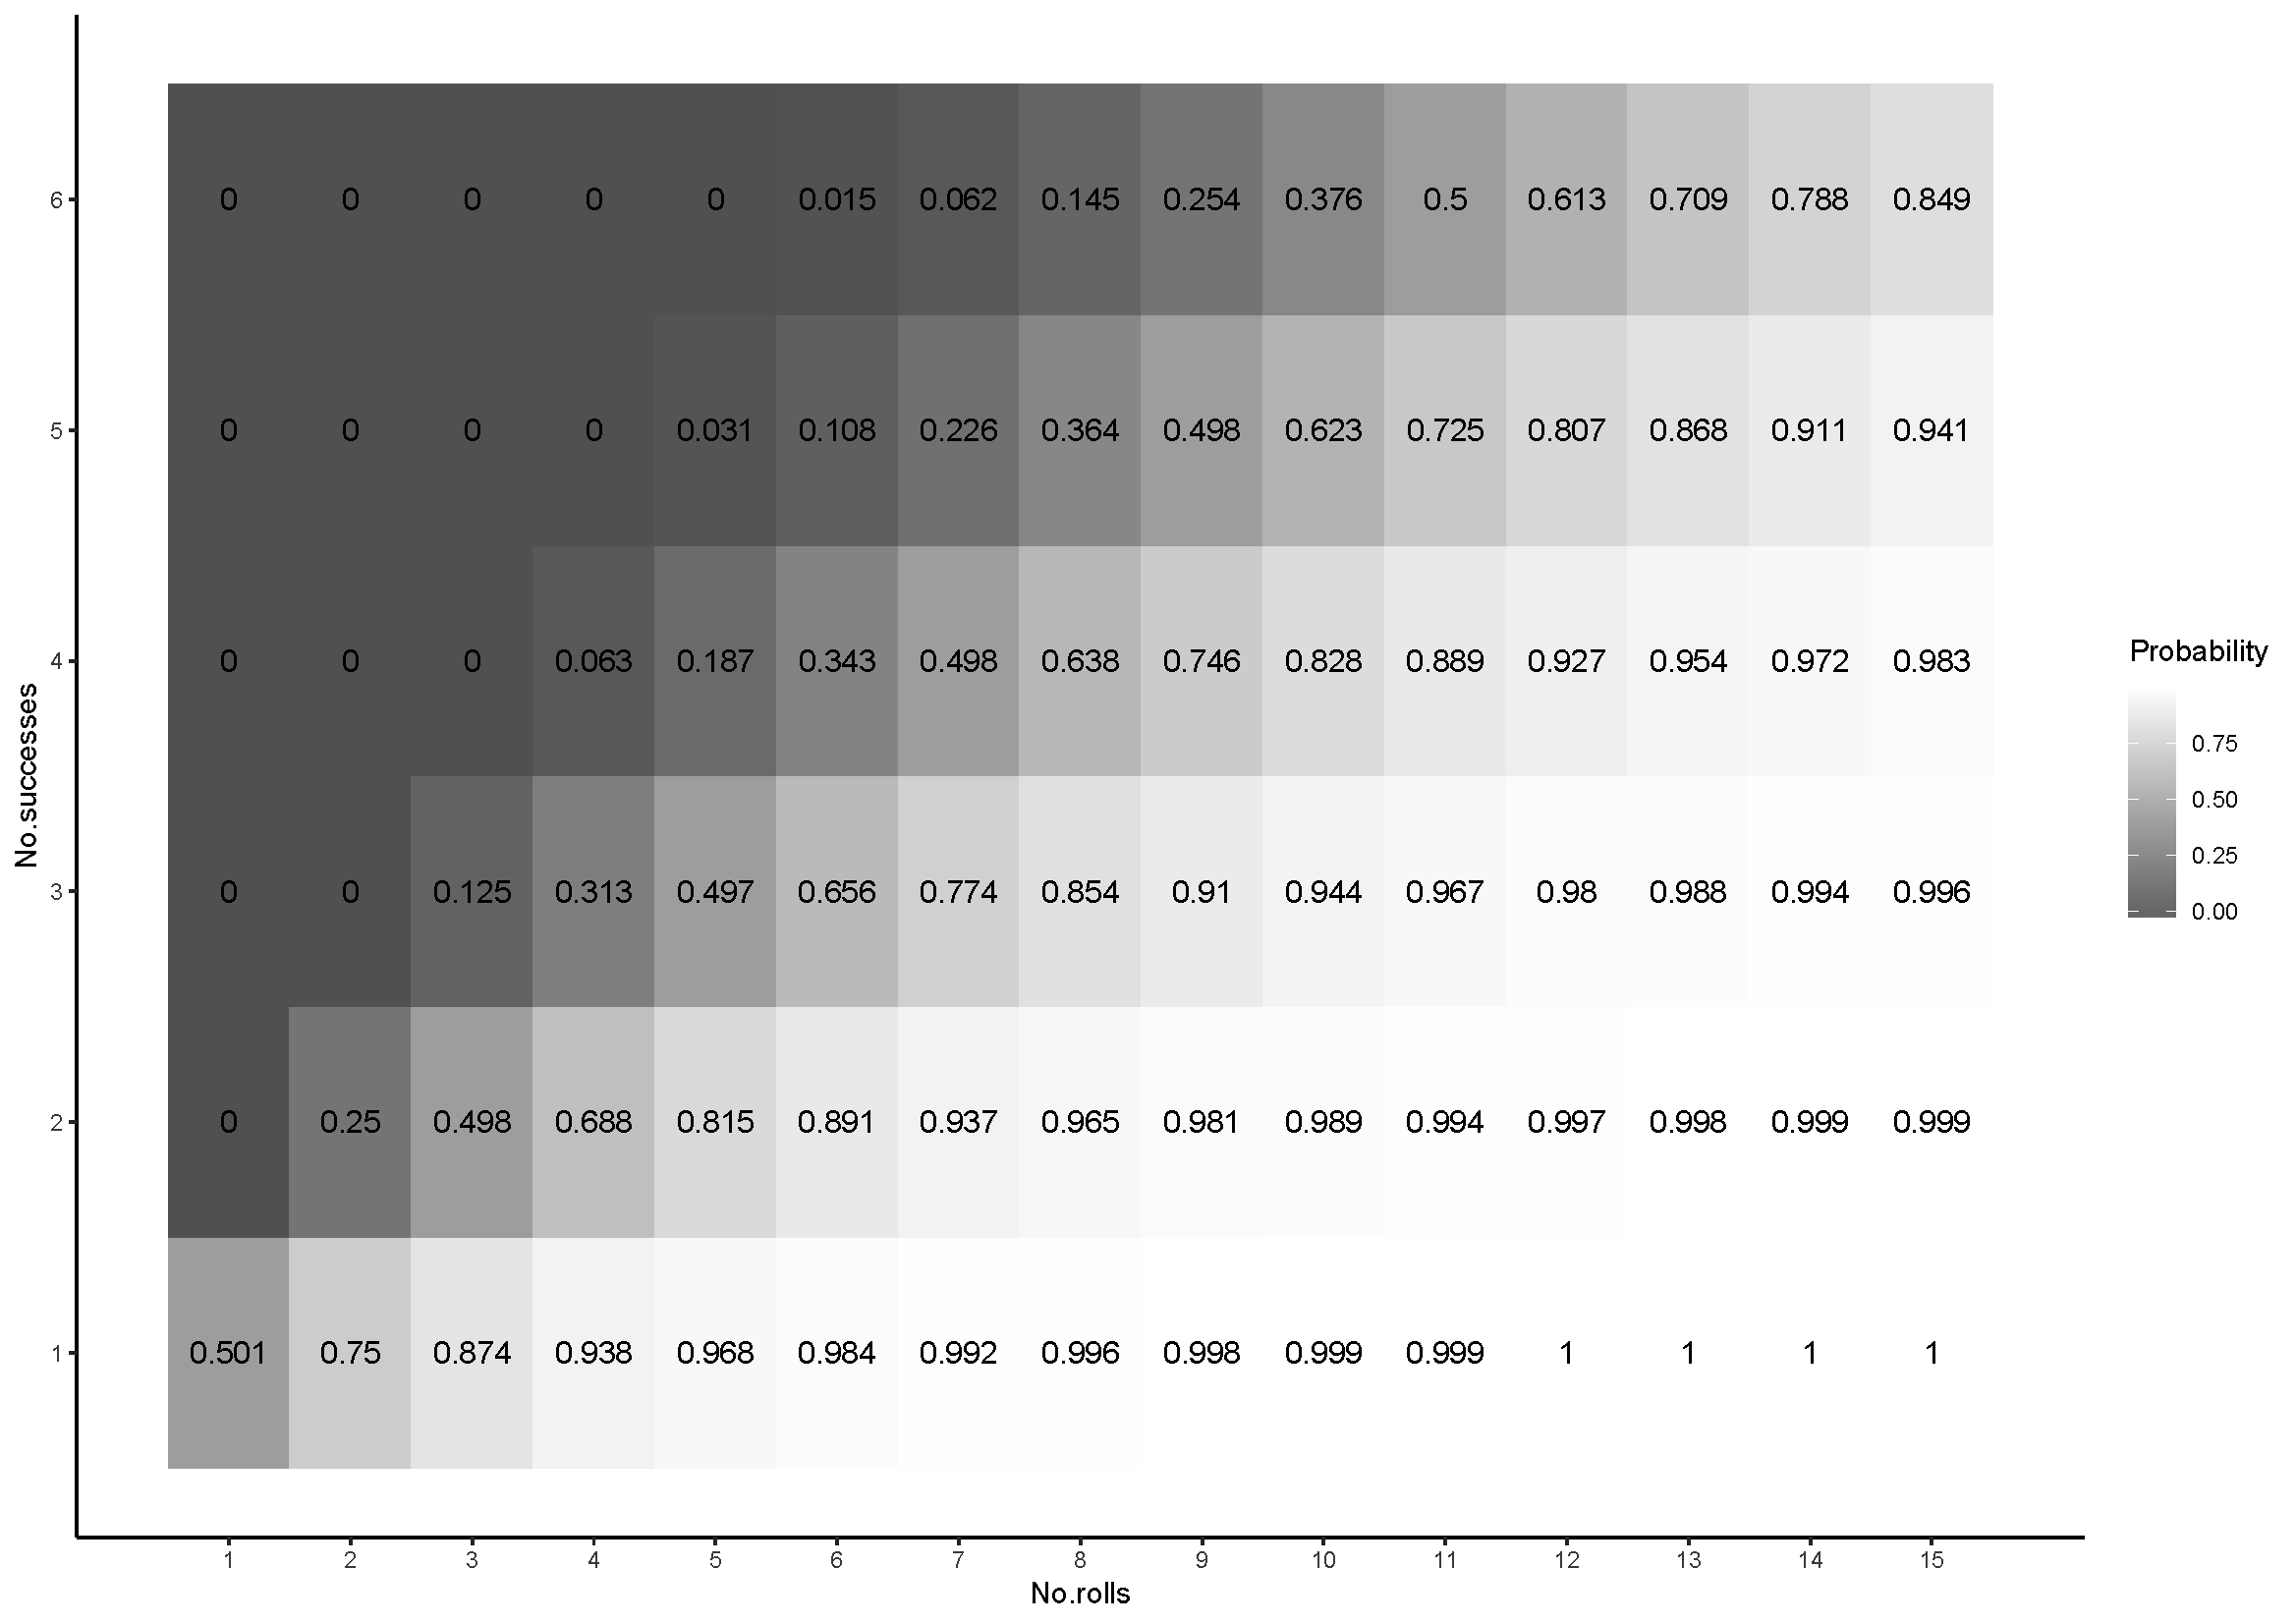 6 0 0 0 0 0 0.015 0.062 0.145 0.254 0.376 0.5 0.613 0.709 0.788 0.849
5 0 0 0 0 0.031 0.108 0.226 0.364 0.498 0.623 0.725 0.807 0.868 0.911 0.941
4 0 0 0 0.063 0.187 0.343 0.498 0.638 0.746 0.828 0.889 0.927 0.954 0.972 0.983
3 0 0 0.125 0.313 0.497 0.656 0.774 0.854 0.91 0.944 0.967 0.98 0.988 0.994 0.996
2 0 0.25 0.498 0.688 0.815 0.891 0.937 0.965 0.981 0.989 0.994 0.997 0.998 0.999 0.999
1 0.501 0.75 0.874 0.938 0.968 0.984 0.992 0.996 0.998 0.999 0.999 1 1 1 1
1 2 3 4 5 6 7 8 9 10 11 12 13 14 15
No.rolls
No.successes
Probability
0.75
0.50
0.25
0.00